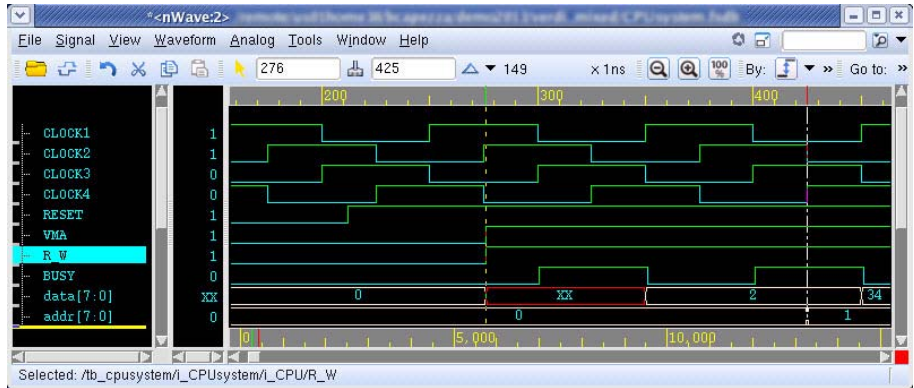 *<nWave:2>
File Signal View Waveform Analog Tools Window Help
276 425 149 x 1ns 100 % By: » Go to: »
200 300 400
CLOCK1 1
CLOCK2 1
CLOCK3 0
CLOCK4 0
RESET 1
VMA 1
R_W 1
BUSY 0
data[7:0] XX 0 XX 2 34
addr[7:0] 0 0 1
0 5,000 10,000
Selected: /tb_cpusystem/i_CPUsystem/i_CPU/R_W